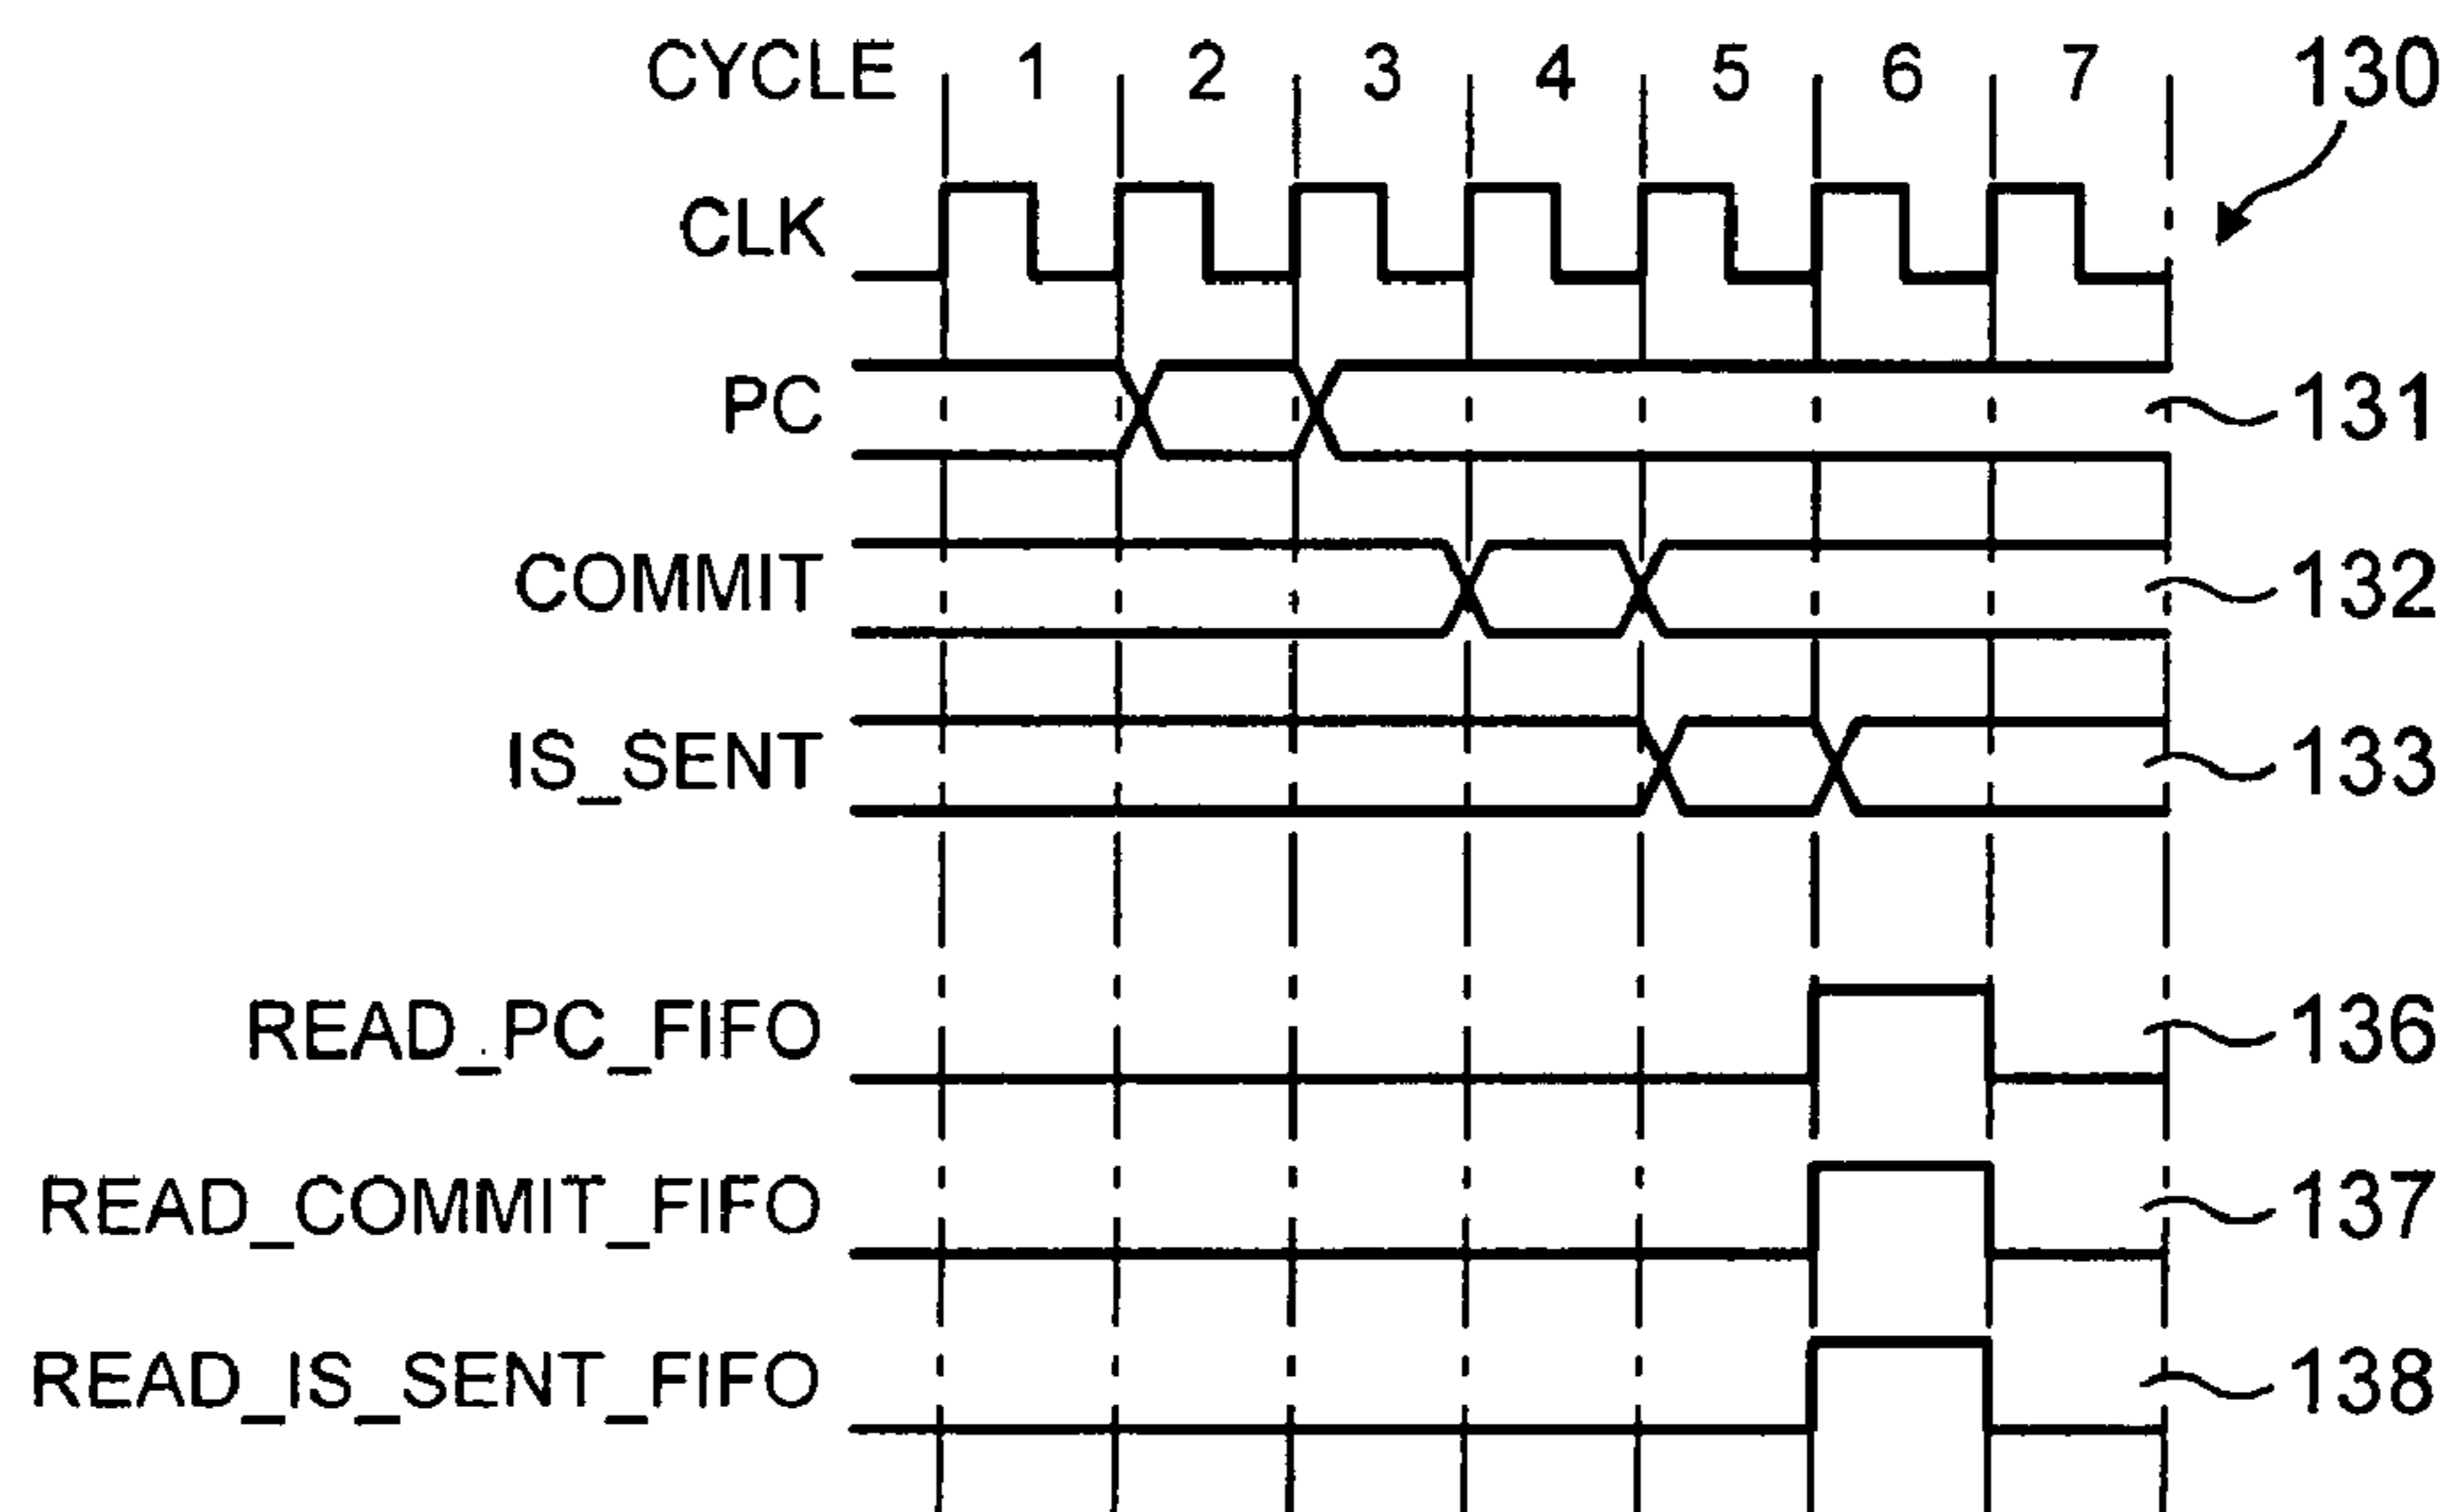 CYCLE 1 2 3 4 5 6 7 130
CLK
PC 131
COMMIT 132
IS_SENT 133
READ_PC_FIFO 136
READ_COMMIT_FIFO 137
READ_IS_SENT_FIFO 138